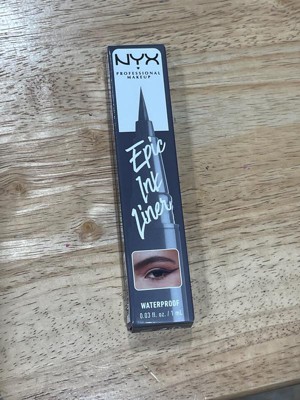 NYX
PROFESSIONAL
MAKEUP
Epic
Ink
Liner
WATERPROOF
0.03 fl. oz. / 1 mL